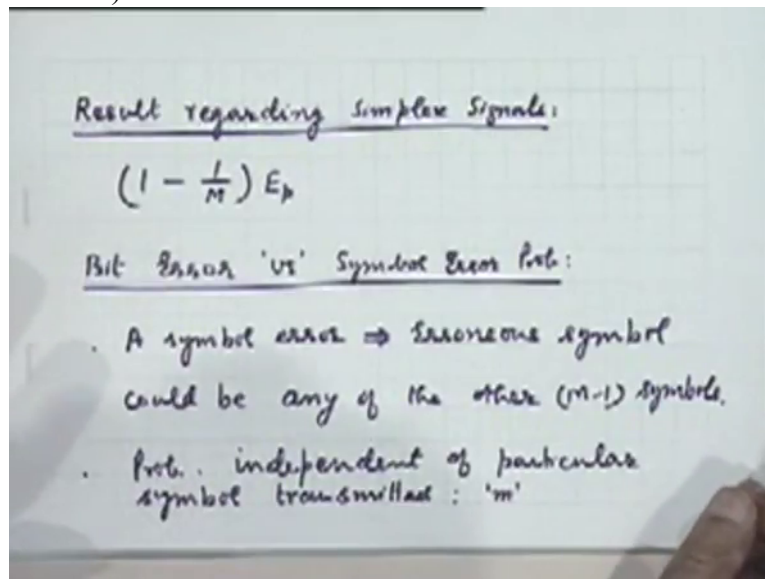 Result regarding Simplex Signals:
(1 - 1/M) Ep
Bit Error 'vs' Symbol Error Prob:
. A symbol error ⇒ Erroneous symbol
could be any of the other (M-1) symbols.
. Prob. independent of particular
symbol transmitted : 'm'